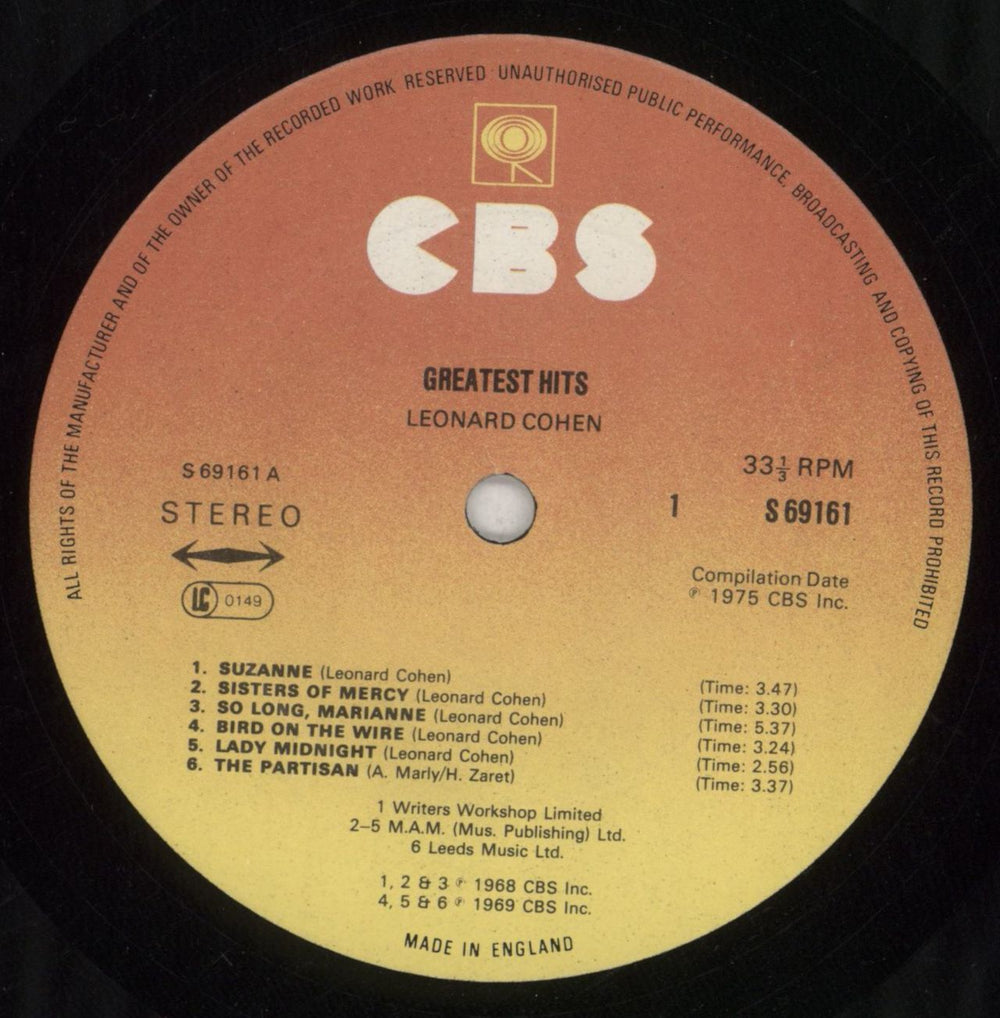 ALL RIGHTS OF THE MANUFACTURER AND OF THE OWNER OF THE RECORDED WORK RESERVED UNAUTHORISED PUBLIC PERFORMANCE, BROADCASTING AND COPYING OF THIS RECORD PROHIBITED
CBS
GREATEST HITS
LEONARD COHEN
S 69161 A
STEREO
LC 0149
33⅓ RPM
1 S 69161
Compilation Date
℗ 1975 CBS Inc.
1. SUZANNE (Leonard Cohen) (Time: 3.47)
2. SISTERS OF MERCY (Leonard Cohen) (Time: 3.30)
3. SO LONG, MARIANNE (Leonard Cohen) (Time: 5.37)
4. BIRD ON THE WIRE (Leonard Cohen) (Time: 3.24)
5. LADY MIDNIGHT (Leonard Cohen) (Time: 2.56)
6. THE PARTISAN (A. Marly/H. Zaret) (Time: 3.37)
1 Writers Workshop Limited
2–5 M.A.M. (Mus. Publishing) Ltd.
6 Leeds Music Ltd.
1, 2 & 3 ℗ 1968 CBS Inc.
4, 5 & 6 ℗ 1969 CBS Inc.
MADE IN ENGLAND